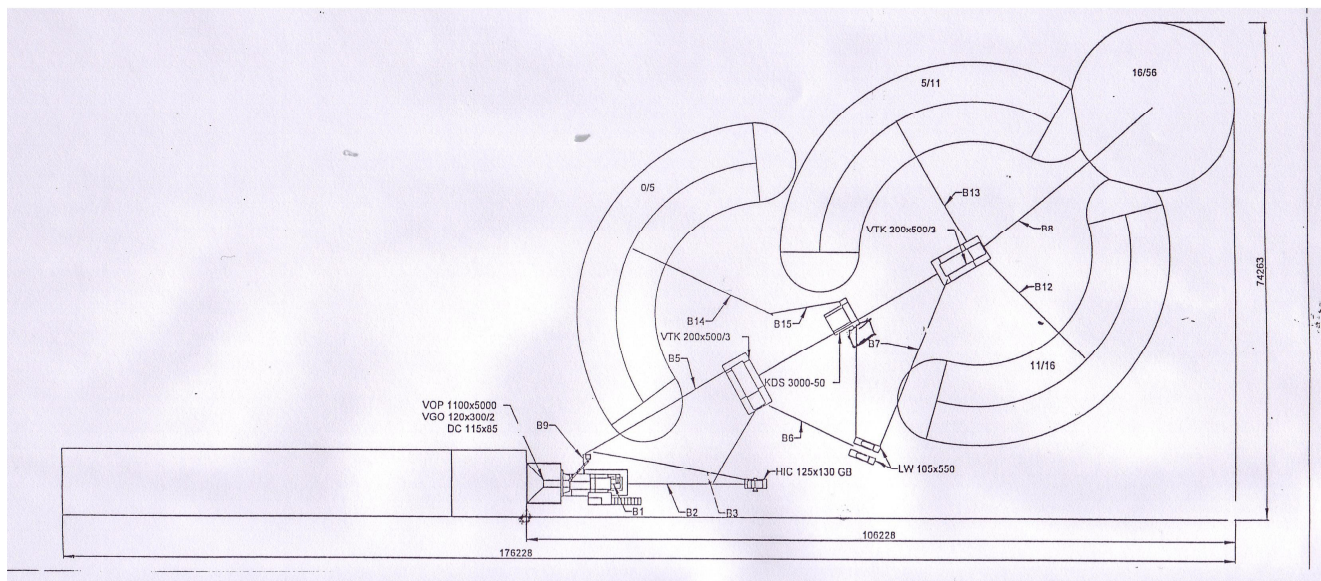 16/56
5/11
0/5
B13
VTK 200x500/3
B8
B12
74263
B14
B15
VTK 200x500/3
B7
B5
KDS 3000-50
11/16
VOP 1100x5000
VGO 120x300/2
DC 115x85
B9
B6
HIC 125x130 GB
LW 105x550
B1
B2
B3
106228
176228